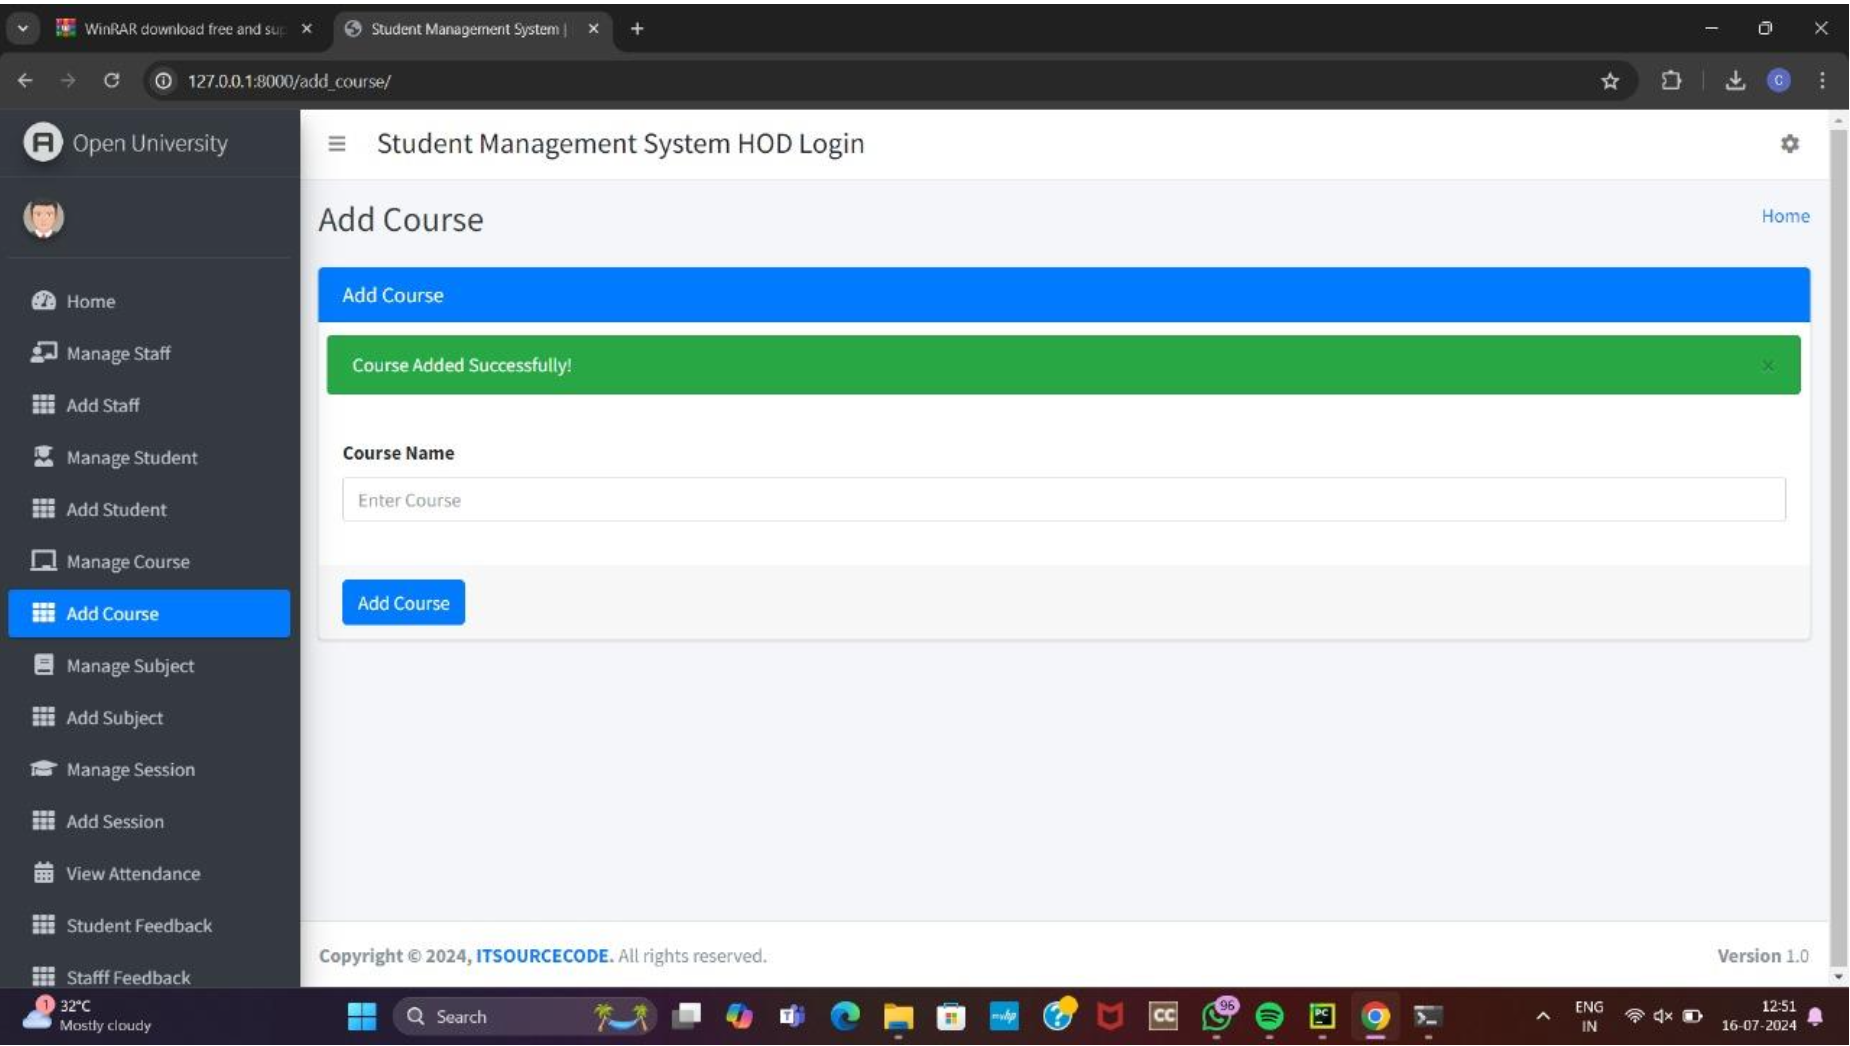 WinRAR download free and sup
Student Management System |
127.0.0.1:8000/add_course/
C
Open University
Student Management System HOD Login
Add Course
Home
Home
Manage Staff
Add Staff
Manage Student
Add Student
Manage Course
Add Course
Manage Subject
Add Subject
Manage Session
Add Session
View Attendance
Student Feedback
Stafff Feedback
Add Course
Course Added Successfully!
×
Course Name
Enter Course
Add Course
Copyright © 2024, ITSOURCECODE. All rights reserved.
Version 1.0
1
32°C
Mostly cloudy
Search
myhp
CC
96
PC
ENG
IN
12:51
16-07-2024